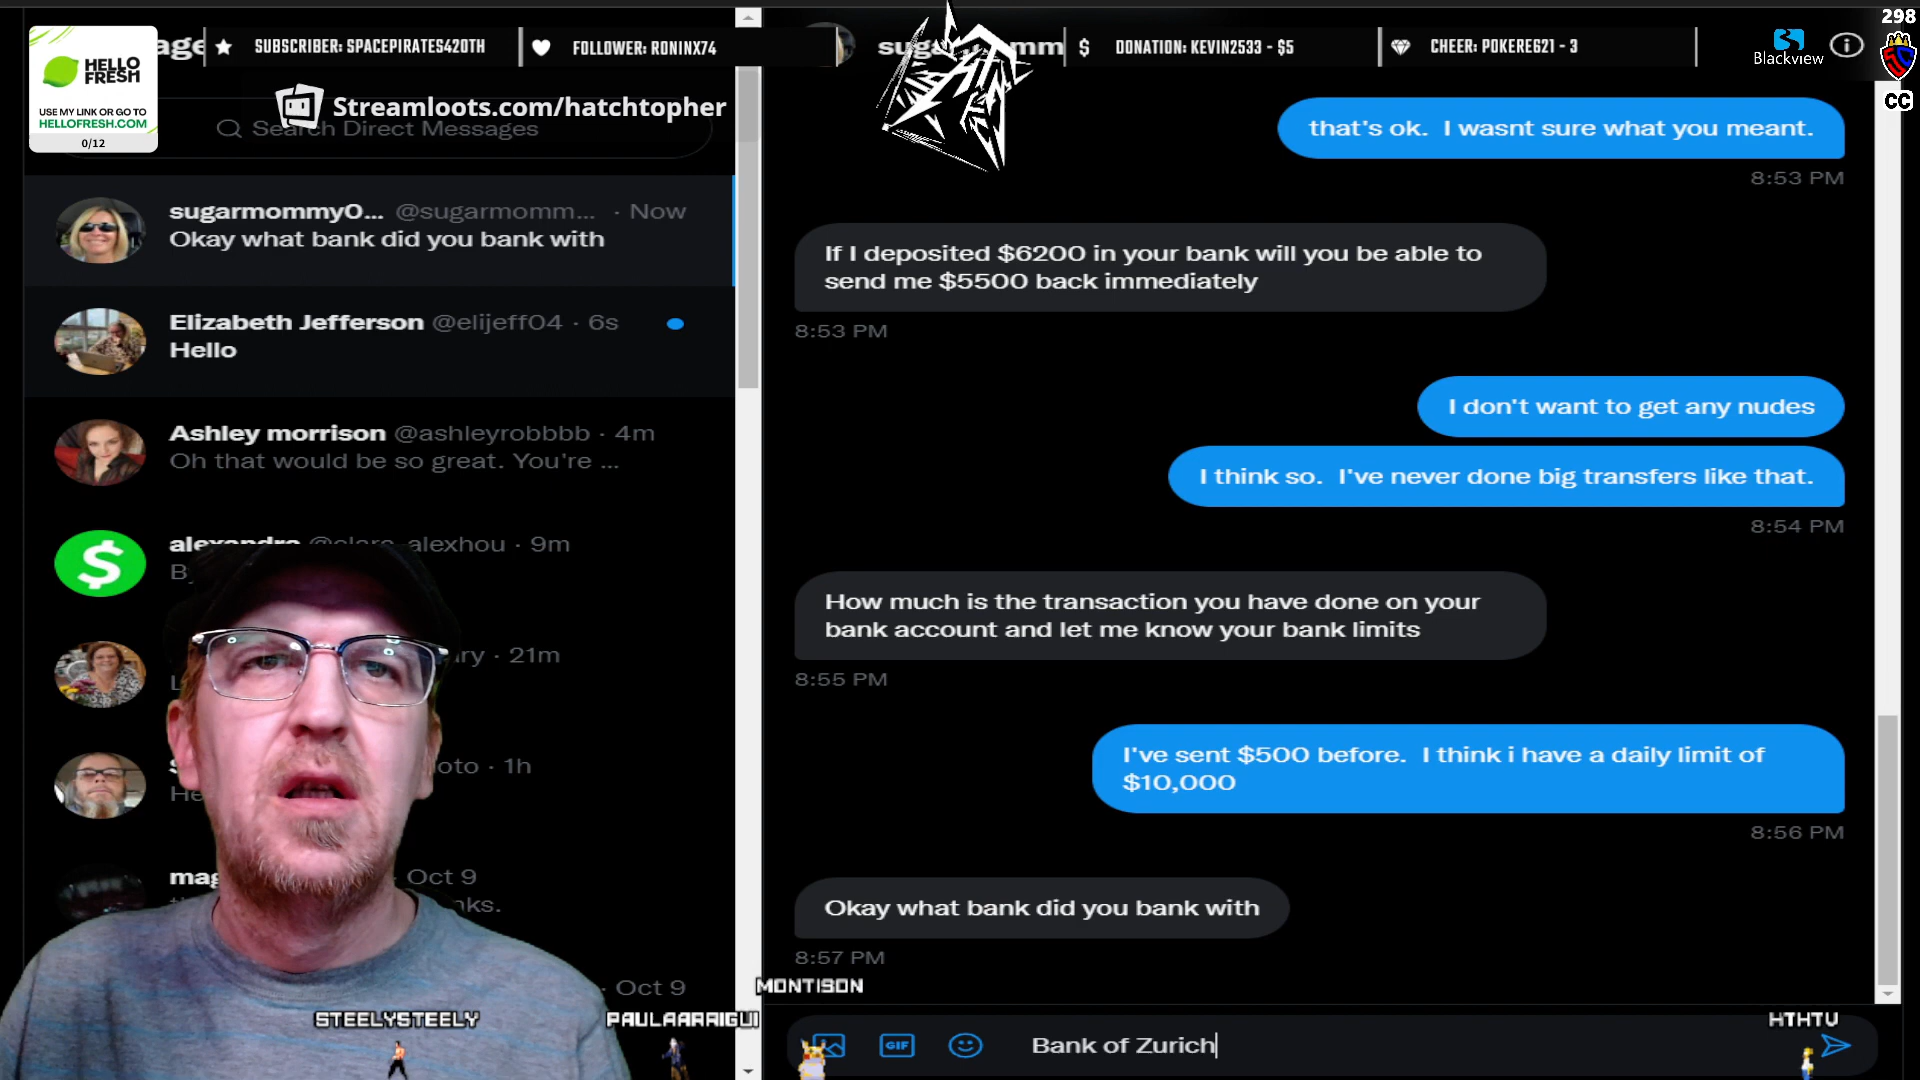 298
HELLO
FRESH
USE MY LINK OR GO TO
HELLOFRESH.COM
0/12
SUBSCRIBER: SPACEPIRATES420TH
FOLLOWER: RONINX74
DONATION: KEVIN2533 - $5
CHEER: POKERE621 - 3
Blackview
CC
Streamloots.com/hatchtopher
Search Direct Messages
sugarmommyO... @sugarmomm... · Now
Okay what bank did you bank with
Elizabeth Jefferson @elijeff04 · 6s
Hello
Ashley morrison @ashleyrobbbb · 4m
Oh that would be so great. You're ...
alexhou · 9m
· 21m
· 1h
Oct 9
Oct 9
that's ok. I wasnt sure what you meant.
8:53 PM
If I deposited $6200 in your bank will you be able to
send me $5500 back immediately
8:53 PM
I don't want to get any nudes
I think so. I've never done big transfers like that.
8:54 PM
How much is the transaction you have done on your
bank account and let me know your bank limits
8:55 PM
I've sent $500 before. I think i have a daily limit of
$10,000
8:56 PM
Okay what bank did you bank with
8:57 PM
MONTISON
STEELYSTEELY
PAULAARRIGUI
HTHTU
GIF
Bank of Zurich